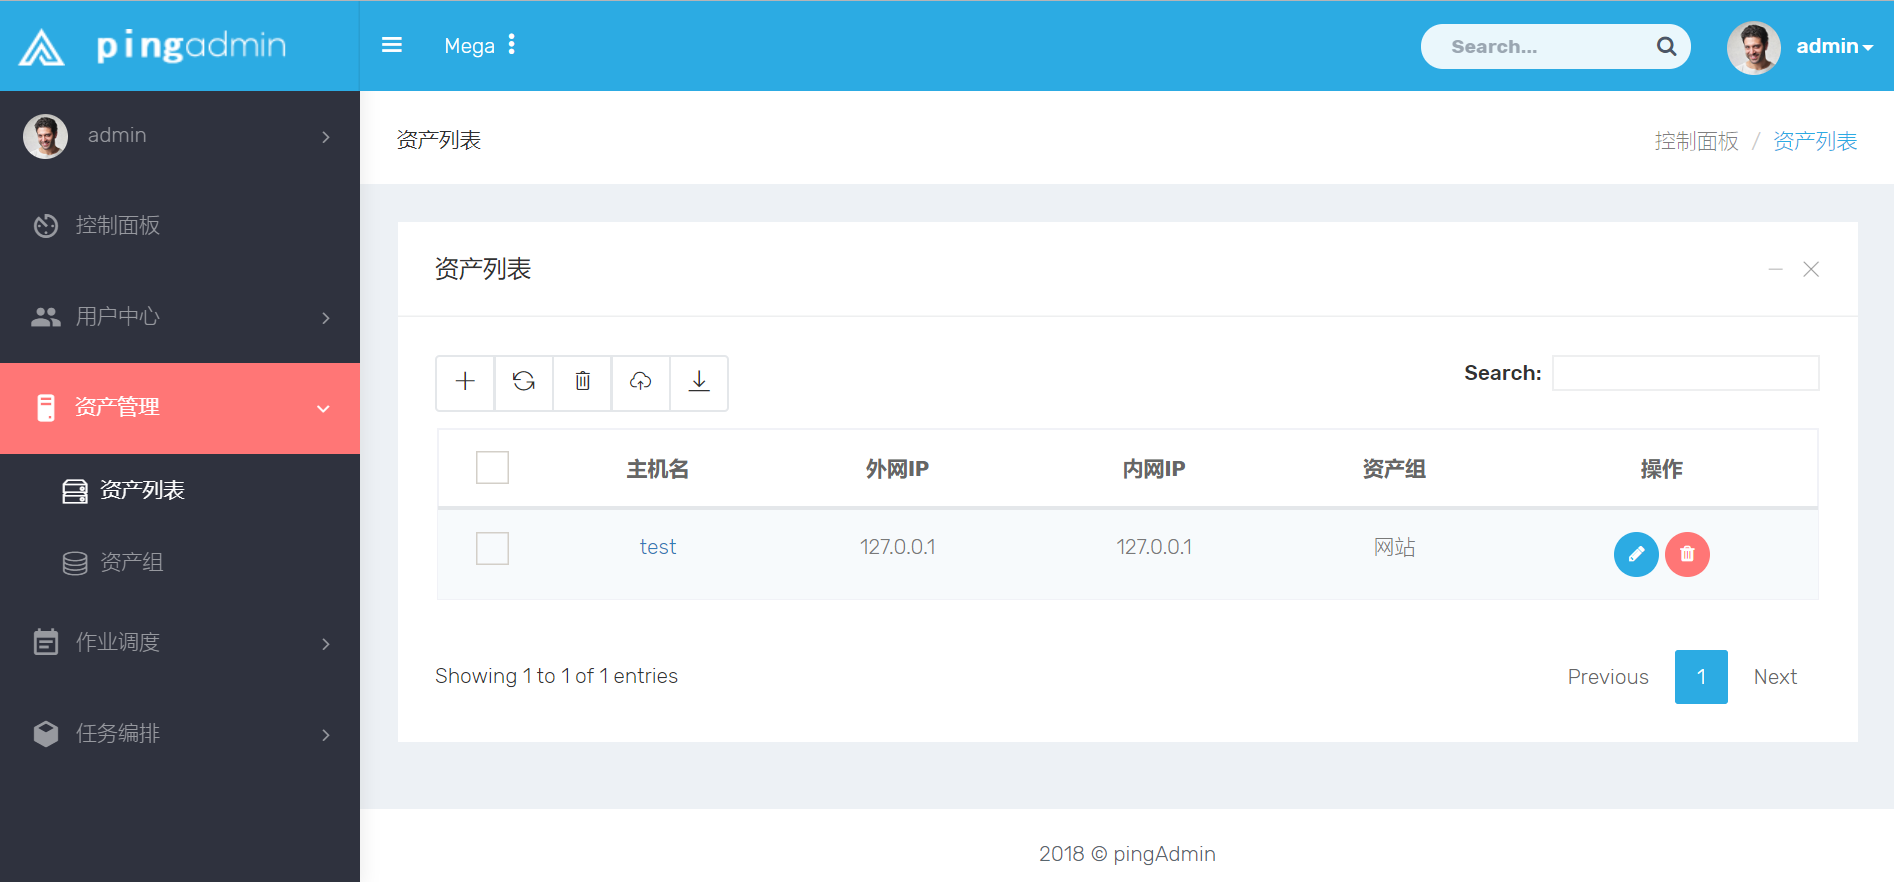 pingadmin
Mega
Search...
admin
admin
控制面板
用户中心
资产管理
资产列表
资产组
作业调度
任务编排
资产列表
控制面板 / 资产列表
资产列表
Search:
主机名 外网IP 内网IP 资产组 操作
test 127.0.0.1 127.0.0.1 网站
Showing 1 to 1 of 1 entries
Previous 1 Next
2018 © pingAdmin